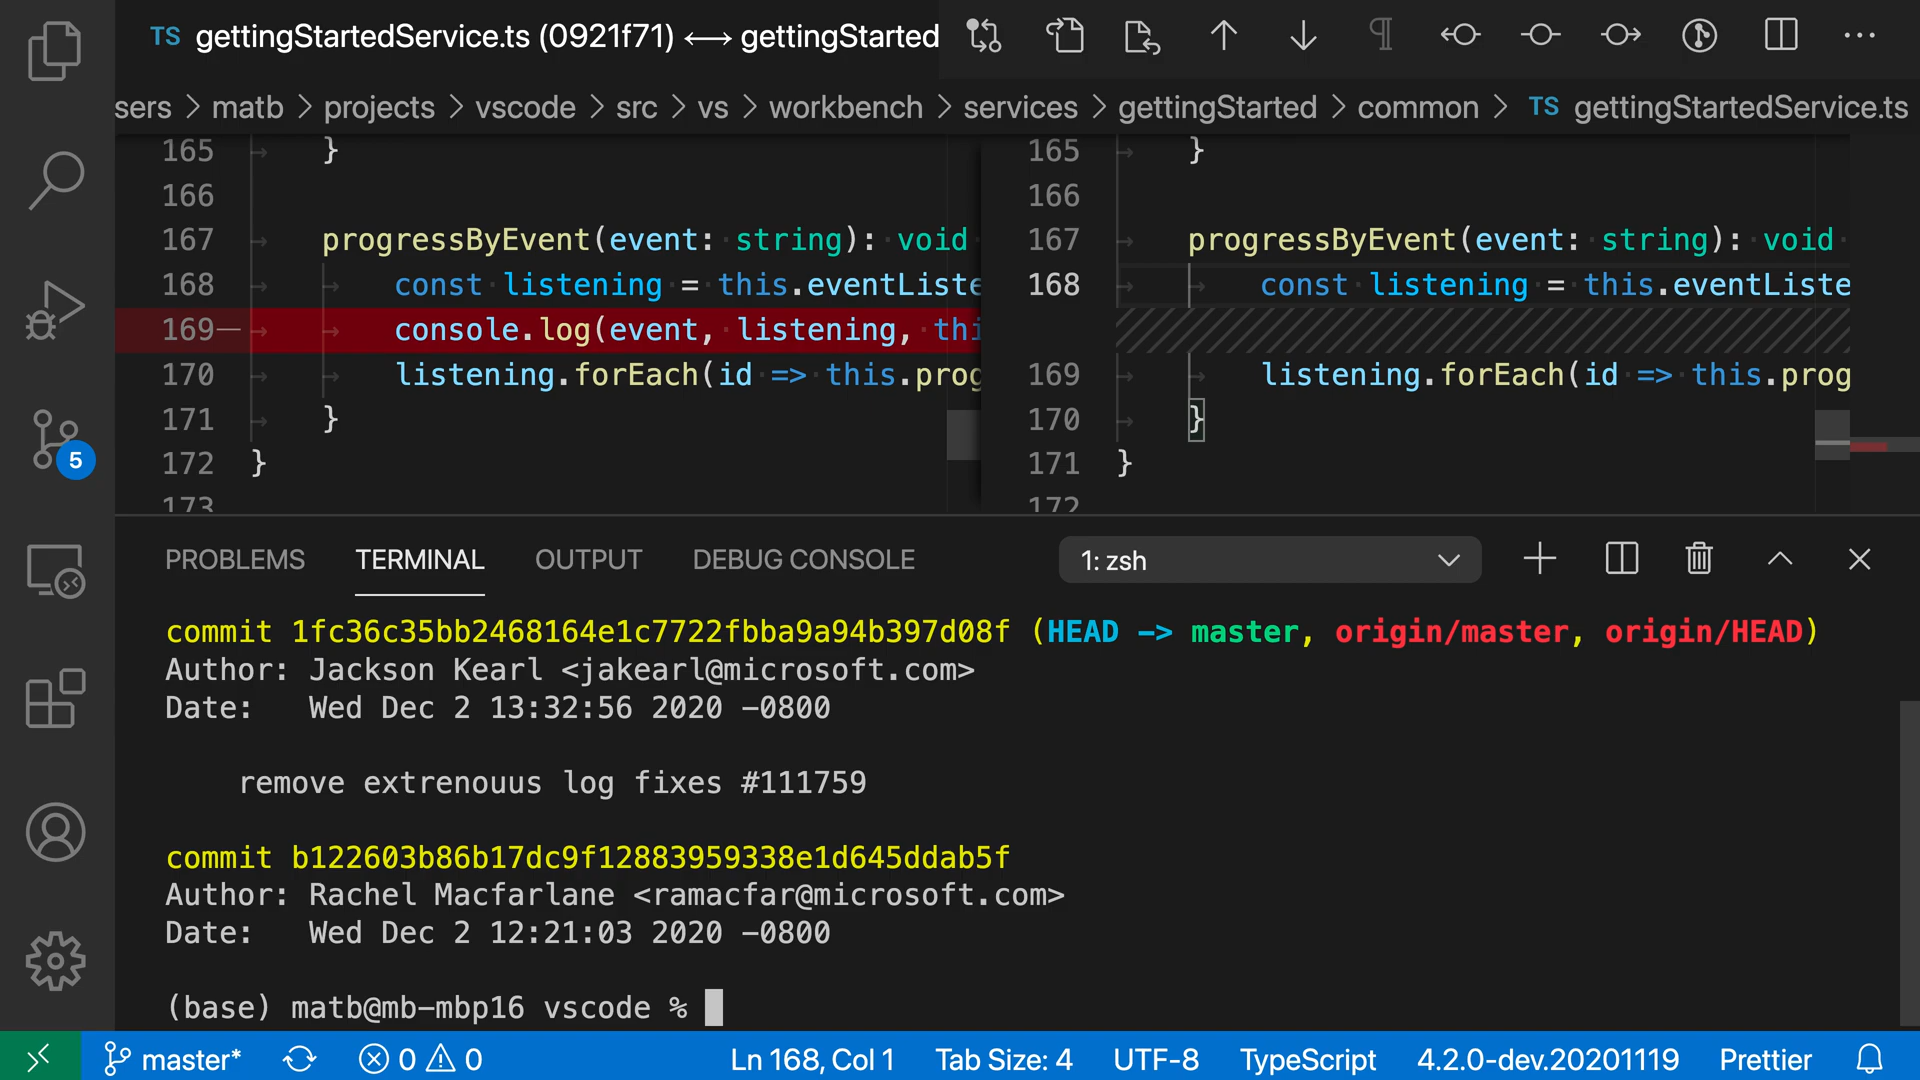 TS gettingStartedService.ts (0921f71) ⟷ gettingStarted
sers > matb > projects > vscode > src > vs > workbench > services > gettingStarted > common > TS gettingStartedService.ts
165 }
166
167 progressByEvent(event: string): void
168 const listening = this.eventListe
169 console.log(event, listening, thi
170 listening.forEach(id => this.prog
171 }
172 }
173
165 }
166
167 progressByEvent(event: string): void
168 const listening = this.eventListe
169 listening.forEach(id => this.prog
170 }
171 }
172
5
PROBLEMS TERMINAL OUTPUT DEBUG CONSOLE 1: zsh
commit 1fc36c35bb2468164e1c7722fbba9a94b397d08f (HEAD -> master, origin/master, origin/HEAD)
Author: Jackson Kearl <jakearl@microsoft.com>
Date: Wed Dec 2 13:32:56 2020 -0800
remove extrenouus log fixes #111759
commit b122603b86b17dc9f12883959338e1d645ddab5f
Author: Rachel Macfarlane <ramacfar@microsoft.com>
Date: Wed Dec 2 12:21:03 2020 -0800
(base) matb@mb-mbp16 vscode %
master* 0 0 Ln 168, Col 1 Tab Size: 4 UTF-8 TypeScript 4.2.0-dev.20201119 Prettier